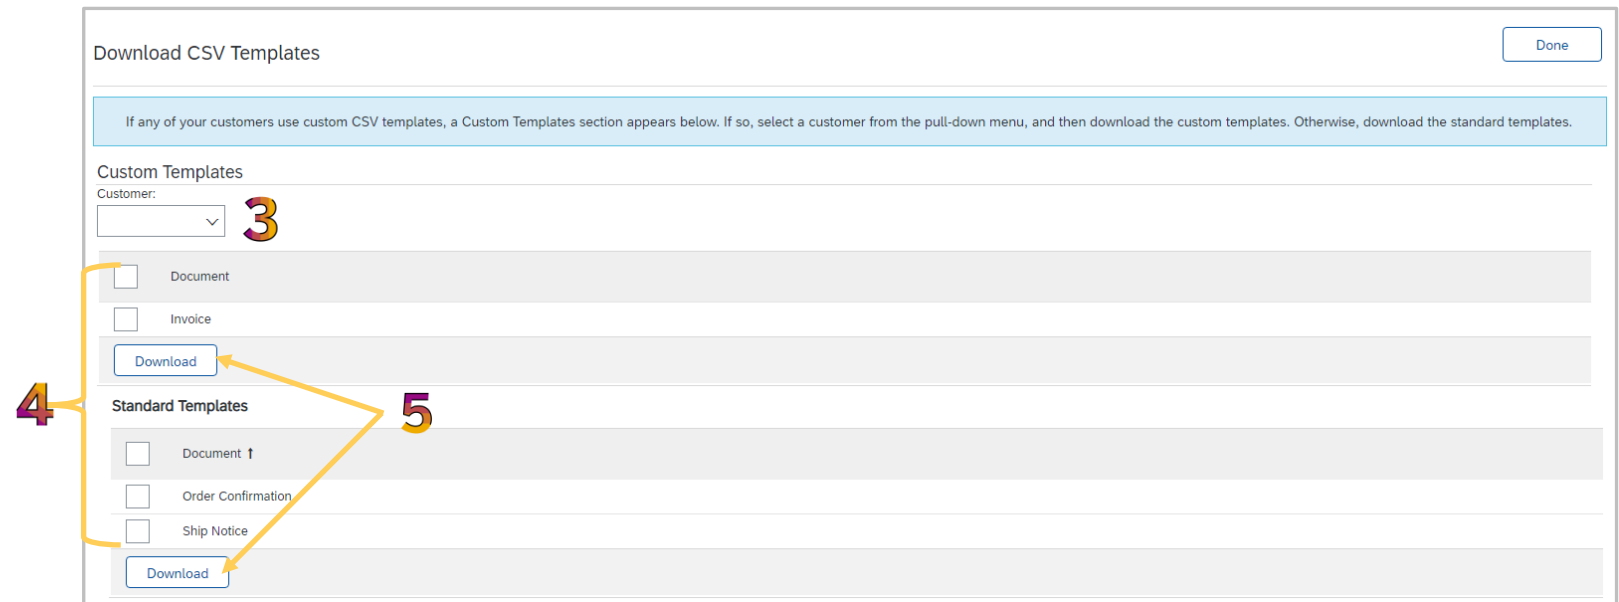 Download CSV Templates
Done
If any of your customers use custom CSV templates, a Custom Templates section appears below. If so, select a customer from the pull-down menu, and then download the custom templates. Otherwise, download the standard templates.
Custom Templates
Customer:
3
Document
Invoice
Download
4
5
Standard Templates
Document ↑
Order Confirmation
Ship Notice
Download